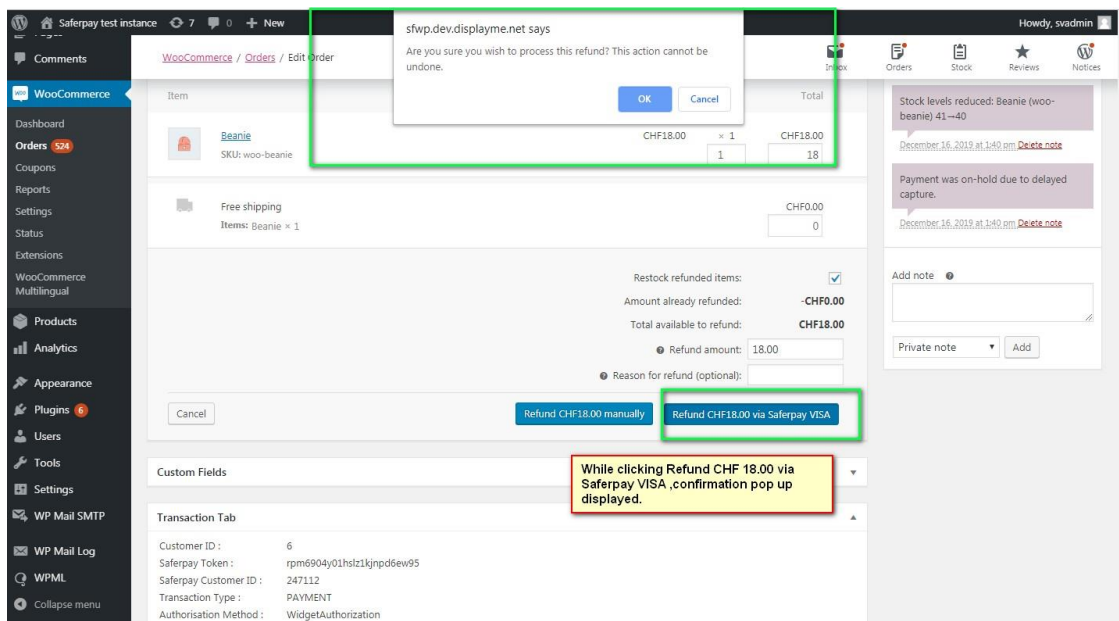 Saferpay test instance 7 0 + New Howdy, svadmin
sfwp.dev.displayme.net says
Are you sure you wish to process this refund? This action cannot be
undone.
OK Cancel
Comments
WooCommerce
Dashboard
Orders 524
Coupons
Reports
Settings
Status
Extensions
WooCommerce
Multilingual
Products
Analytics
Appearance
Plugins 6
Users
Tools
Settings
WP Mail SMTP
WP Mail Log
WPML
Collapse menu
WooCommerce / Orders / Edit Order
Inbox Orders Stock Reviews Notices
Item Total
Beanie CHF18.00 × 1 CHF18.00
SKU: woo-beanie 1 18
Free shipping CHF0.00
Items: Beanie × 1 0
Restock refunded items:
Amount already refunded: -CHF0.00
Total available to refund: CHF18.00
Refund amount: 18.00
Reason for refund (optional):
Cancel Refund CHF18.00 manually Refund CHF18.00 via Saferpay VISA
While clicking Refund CHF 18.00 via
Saferpay VISA ,confirmation pop up
displayed.
Custom Fields
Transaction Tab
Customer ID : 6
Saferpay Token : rpm6904y01hslz1kjnpd6ew95
Saferpay Customer ID : 247112
Transaction Type : PAYMENT
Authorisation Method : WidgetAuthorization
Stock levels reduced: Beanie (woo-
beanie) 41→40
December 16, 2019 at 1:40 pm Delete note
Payment was on-hold due to delayed
capture.
December 16, 2019 at 1:40 pm Delete note
Add note
Private note Add